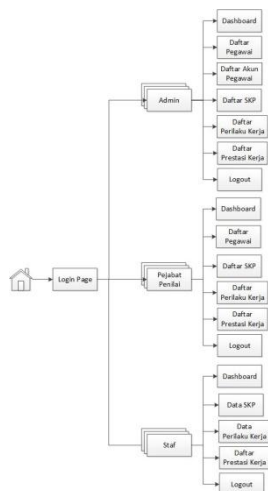 Login Page
Admin
Dashboard
Daftar
Pegawai
Daftar Akun
Pegawai
Daftar SKP
Daftar
Perilaku Kerja
Daftar
Prestasi Kerja
Logout
Pejabat
Penilai
Dashboard
Daftar
Pegawai
Daftar SKP
Daftar
Perilaku Kerja
Daftar
Prestasi Kerja
Logout
Staf
Dashboard
Data SKP
Data
Perilaku Kerja
Daftar
Prestasi Kerja
Logout